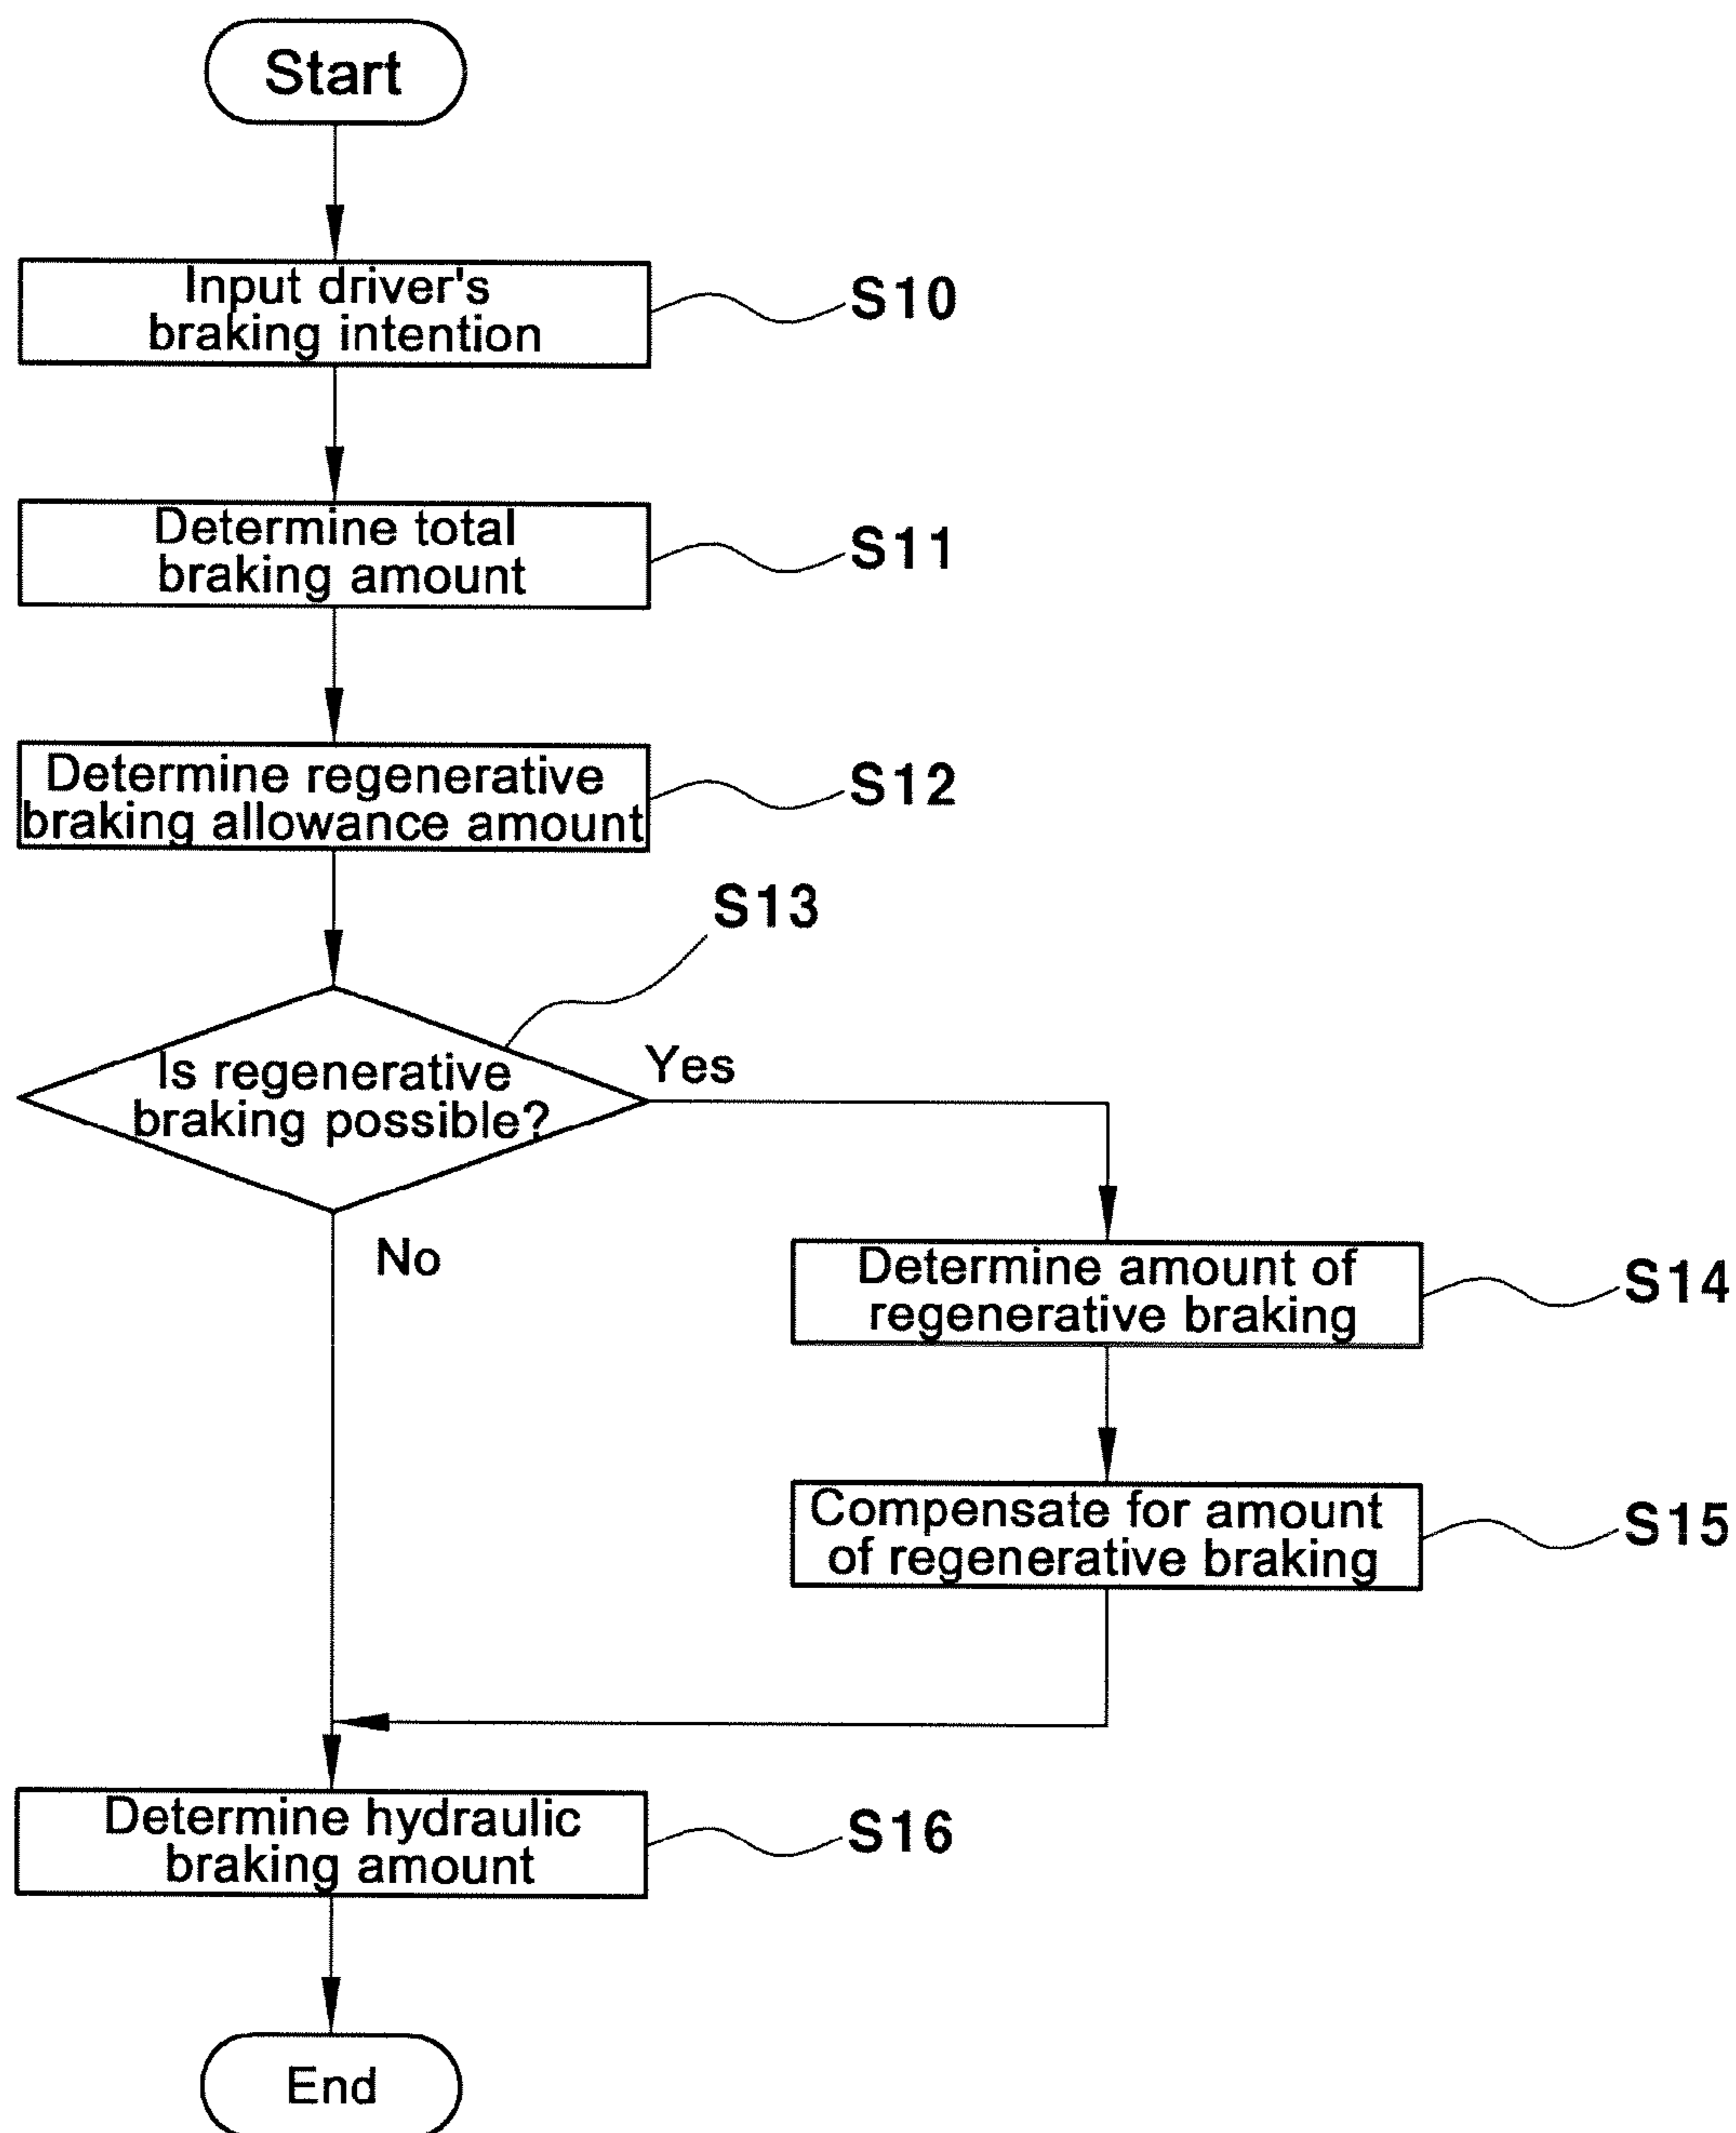 Start
Input driver's
braking intention
S10
Determine total
braking amount
S11
Determine regenerative
braking allowance amount
S12
S13
Is regenerative
braking possible?
Yes
No
Determine amount of
regenerative braking
S14
Compensate for amount
of regenerative braking
S15
Determine hydraulic
braking amount
S16
End